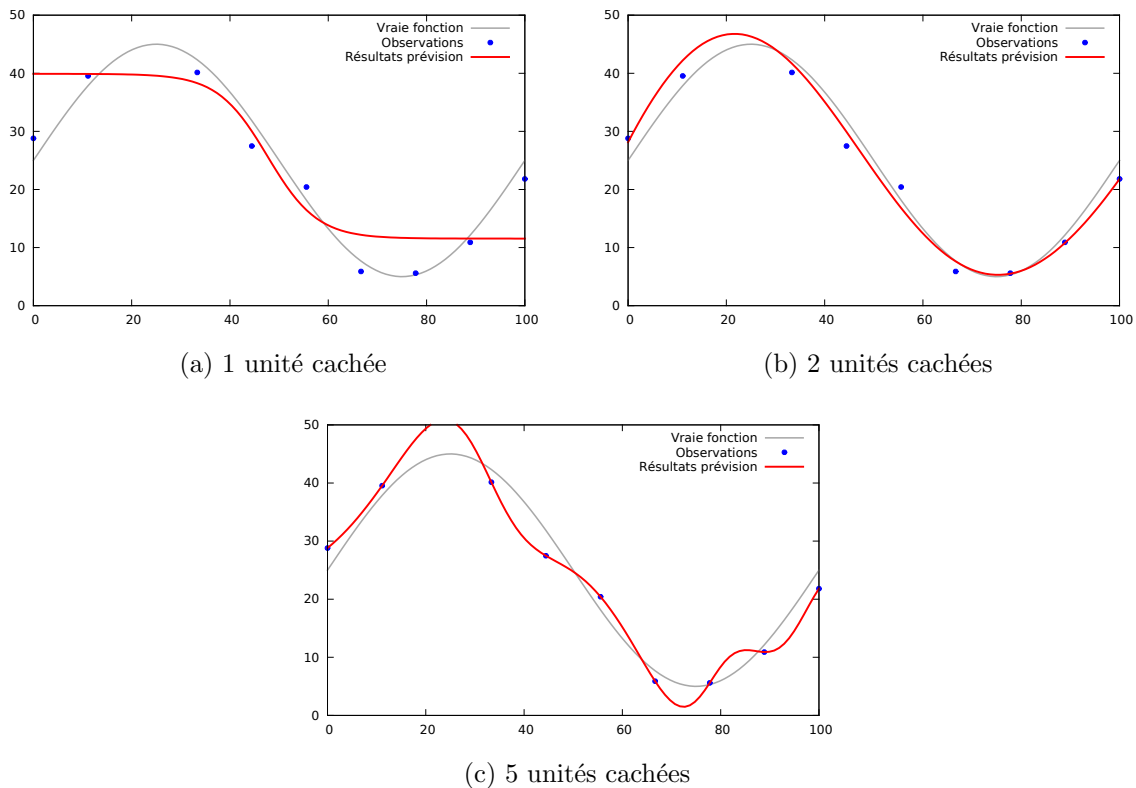 50
40
30
20
10
0
0 20 40 60 80 100
Vraie fonction
Observations
Résultats prévision
(a) 1 unité cachée
50
40
30
20
10
0
0 20 40 60 80 100
Vraie fonction
Observations
Résultats prévision
(b) 2 unités cachées
50
40
30
20
10
0
0 20 40 60 80 100
Vraie fonction
Observations
Résultats prévision
(c) 5 unités cachées